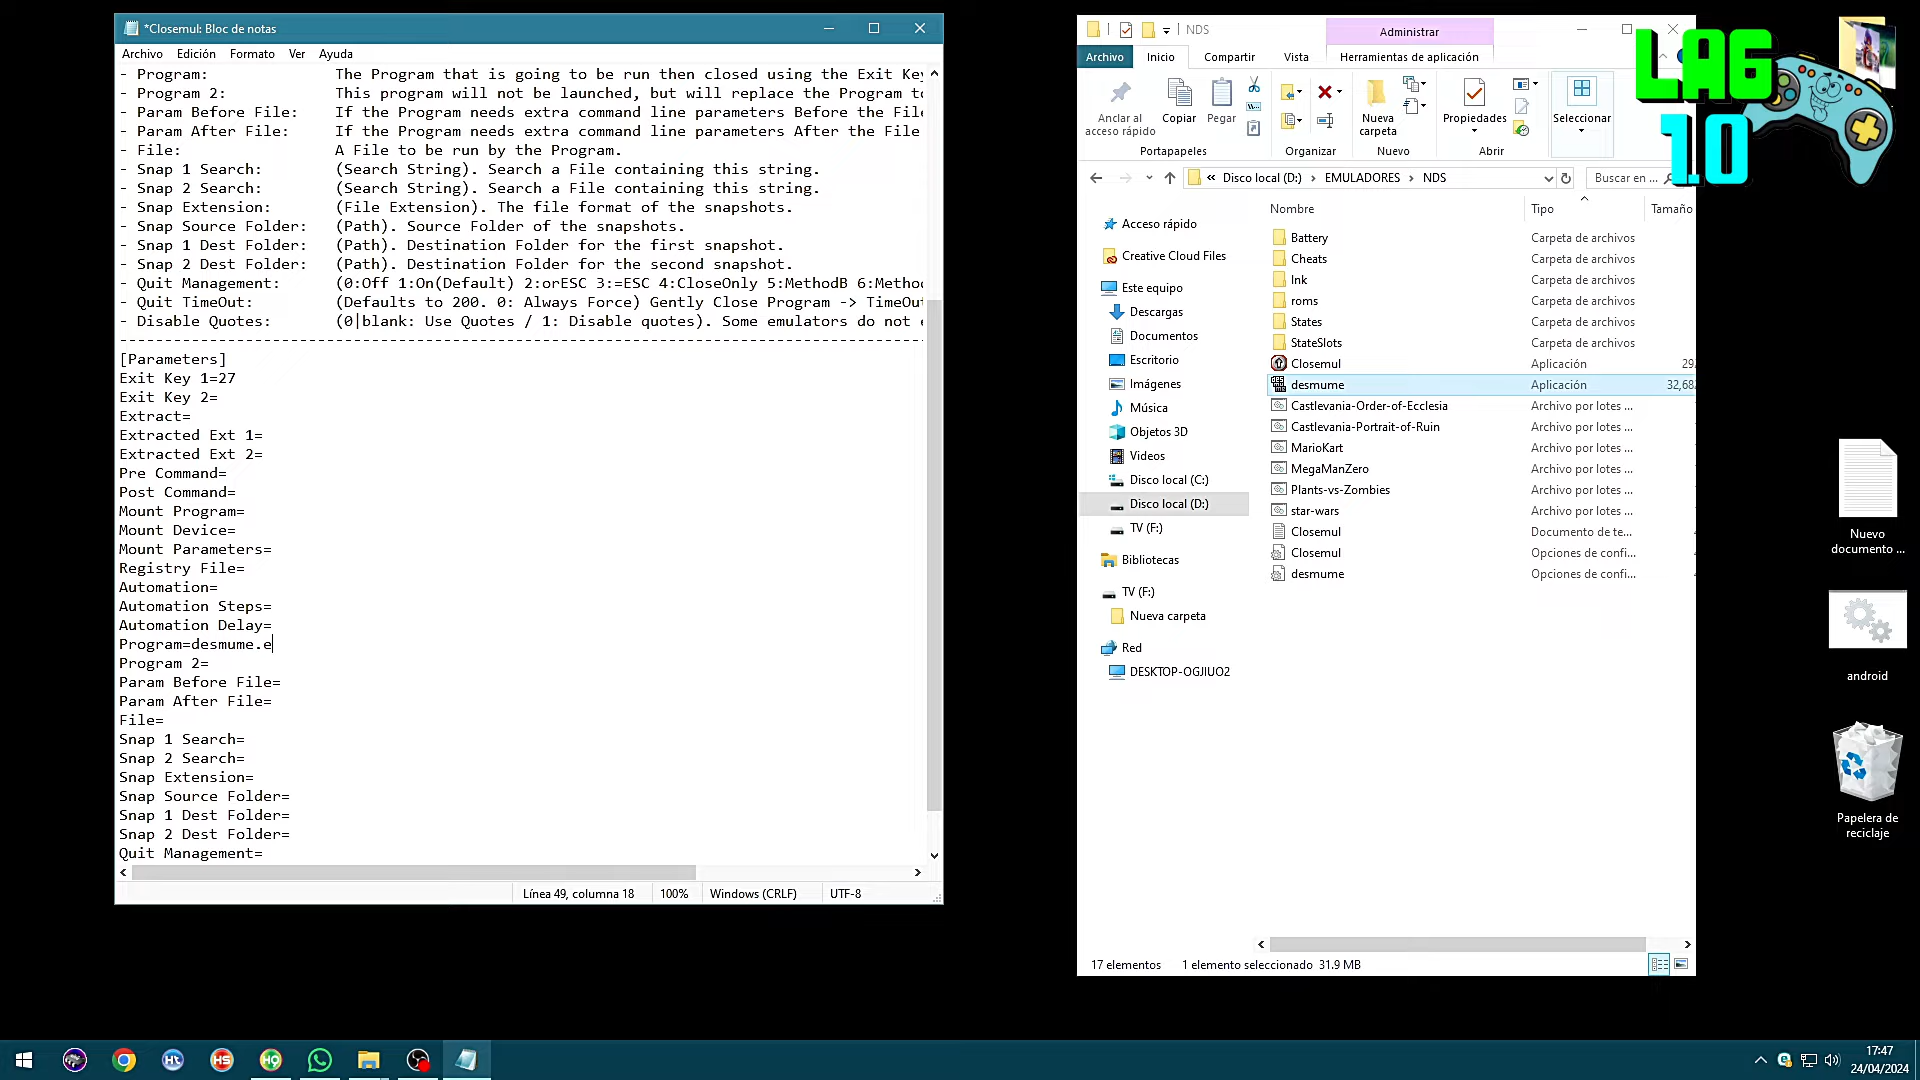 *Closemul: Bloc de notas
Archivo Edición Formato Ver Ayuda
- Program: The Program that is going to be run then closed using the Exit Key
- Program 2: This program will not be launched, but will replace the Program
- Param Before File: If the Program needs extra command line parameters Before the File
- Param After File: If the Program needs extra command line parameters After the File
- File: A File to be run by the Program.
- Snap 1 Search: (Search String). Search a File containing this string.
- Snap 2 Search: (Search String). Search a File containing this string.
- Snap Extension: (File Extension). The file format of the snapshots.
- Snap Source Folder: (Path). Source Folder of the snapshots.
- Snap 1 Dest Folder: (Path). Destination Folder for the first snapshot.
- Snap 2 Dest Folder: (Path). Destination Folder for the second snapshot.
- Quit Management: (0:Off 1:On(Default) 2:orESC 3:=ESC 4:CloseOnly 5:MethodB 6:Metho
- Quit TimeOut: (Defaults to 200. 0: Always Force) Gently Close Program -> TimeOu
- Disable Quotes: (0|blank: Use Quotes / 1: Disable quotes). Some emulators do not
[Parameters]
Exit Key 1=27
Exit Key 2=
Extract=
Extracted Ext 1=
Extracted Ext 2=
Pre Command=
Post Command=
Mount Program=
Mount Device=
Mount Parameters=
Registry File=
Automation=
Automation Steps=
Automation Delay=
Program=desmume.e
Program 2=
Param Before File=
Param After File=
File=
Snap 1 Search=
Snap 2 Search=
Snap Extension=
Snap Source Folder=
Snap 1 Dest Folder=
Snap 2 Dest Folder=
Quit Management=
Línea 49, columna 18 100% Windows (CRLF) UTF-8
NDS
Administrar
Archivo Inicio Compartir Vista Herramientas de aplicación
Anclar al acceso rápido
Copiar
Pegar
Nueva carpeta
Propiedades
Seleccionar
Portapapeles Organizar Nuevo Abrir
« Disco local (D:) › EMULADORES › NDS
Buscar en ...
Nombre Tipo Tamaño
Acceso rápido
Creative Cloud Files
Este equipo
Descargas
Documentos
Escritorio
Imágenes
Música
Objetos 3D
Videos
Disco local (C:)
Disco local (D:)
TV (F:)
Bibliotecas
TV (F:)
Nueva carpeta
Red
DESKTOP-OGJIUO2
Battery Carpeta de archivos
Cheats Carpeta de archivos
Ink Carpeta de archivos
roms Carpeta de archivos
States Carpeta de archivos
StateSlots Carpeta de archivos
Closemul Aplicación 29
desmume Aplicación 32,68
Castlevania-Order-of-Ecclesia Archivo por lotes ...
Castlevania-Portrait-of-Ruin Archivo por lotes ...
MarioKart Archivo por lotes ...
MegaManZero Archivo por lotes ...
Plants-vs-Zombies Archivo por lotes ...
star-wars Archivo por lotes ...
Closemul Documento de te...
Closemul Opciones de confi...
desmume Opciones de confi...
17 elementos 1 elemento seleccionado 31.9 MB
LAG
1.0
Nuevo
documento ...
android
Papelera de
reciclaje
Ht
HS
HQ
17:47
24/04/2024